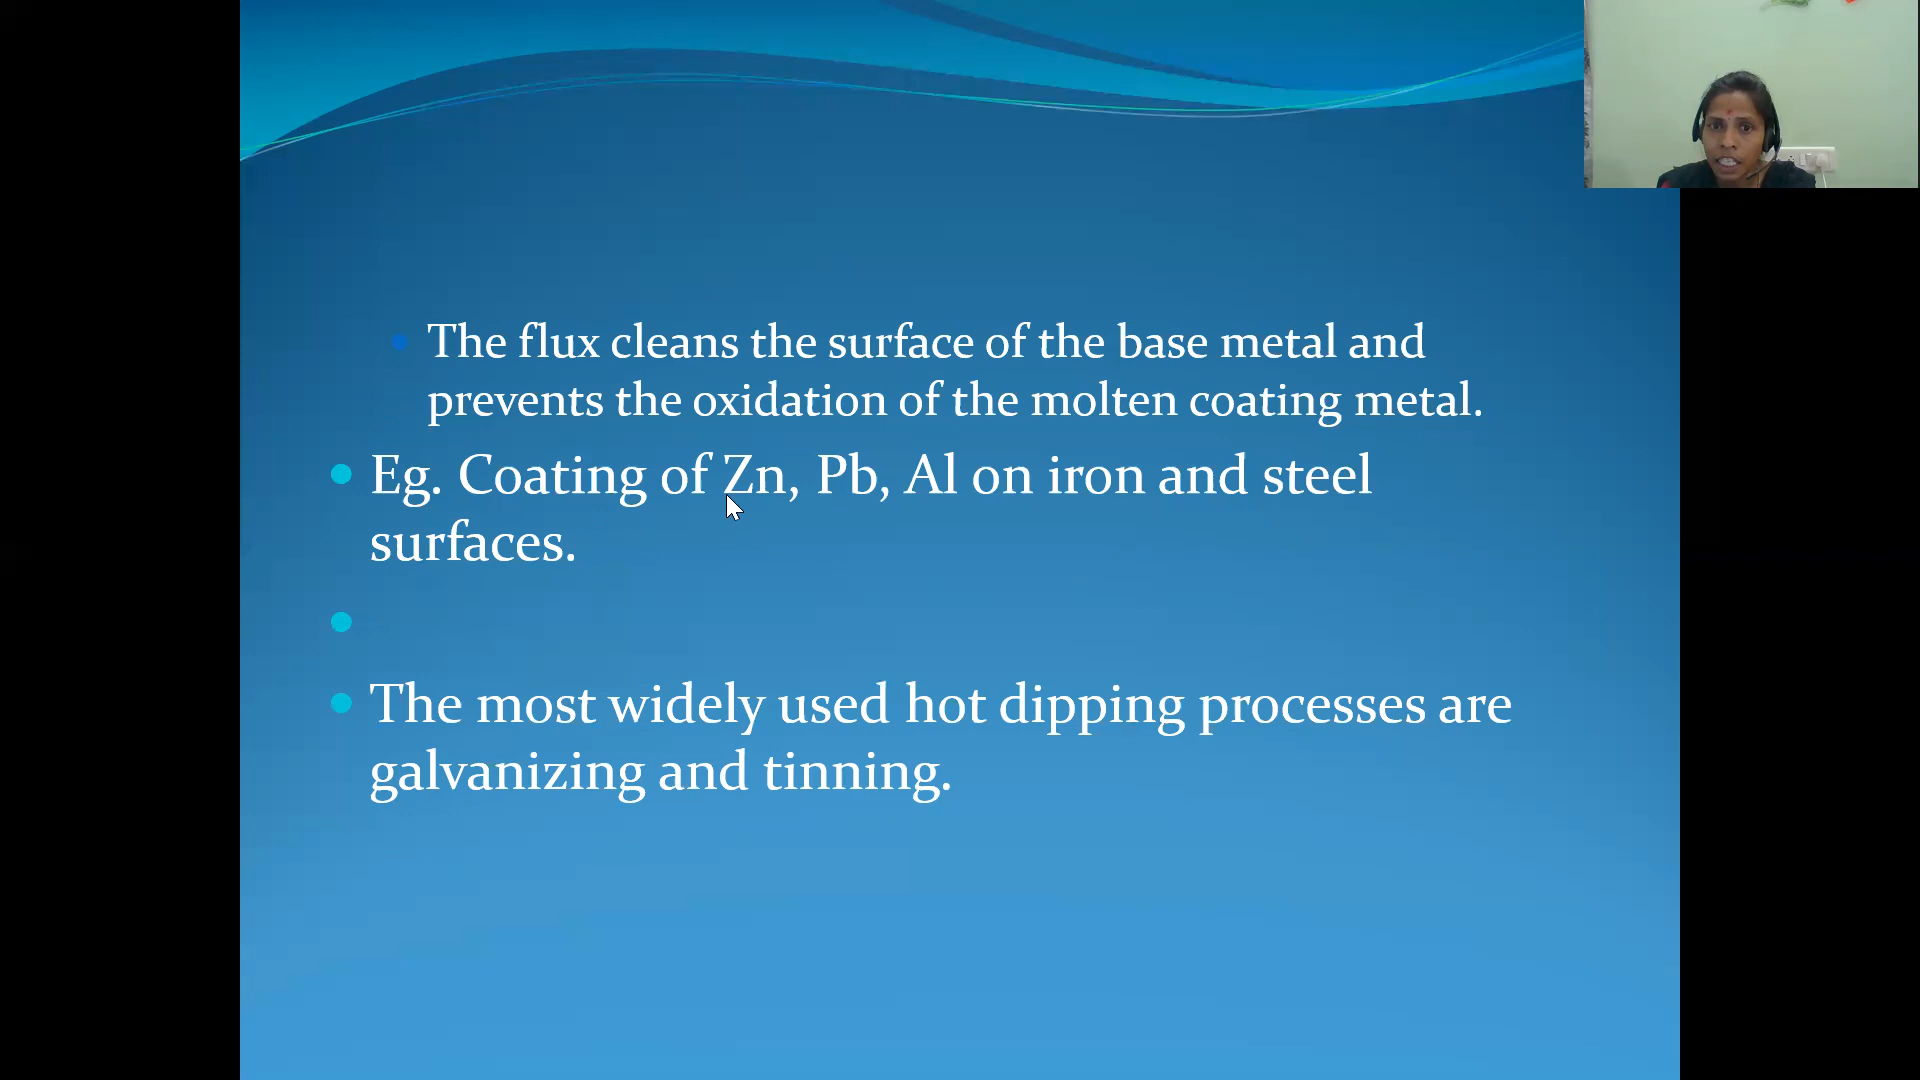 The flux cleans the surface of the base metal and
prevents the oxidation of the molten coating metal.
Eg. Coating of Zn, Pb, Al on iron and steel
surfaces.
The most widely used hot dipping processes are
galvanizing and tinning.